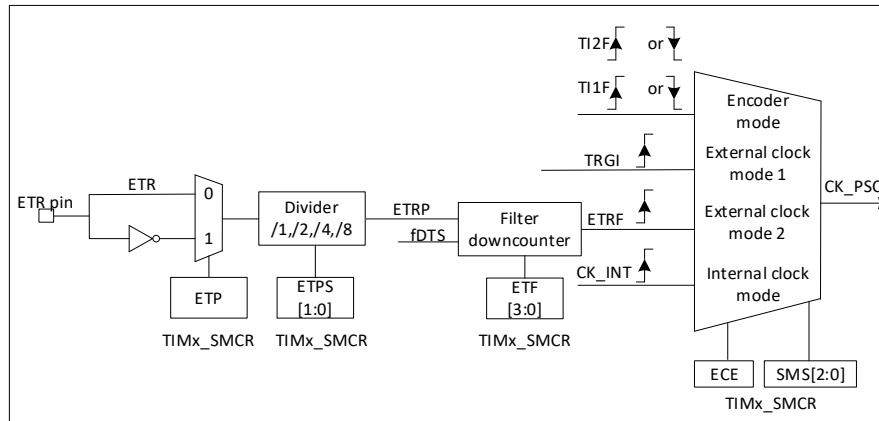 TI2F or
TI1F or
Encoder
mode
TRGI
External clock
mode 1
CK_PSC
ETR pin
ETR
0
1
Divider
/1,/2,/4,/8
ETRP
fDTS
Filter
downcounter
ETRF
External clock
mode 2
CK_INT
Internal clock
mode
ETP
ETPS
[1:0]
ETF
[3:0]
TIMx_SMCR
TIMx_SMCR
TIMx_SMCR
ECE
SMS[2:0]
TIMx_SMCR